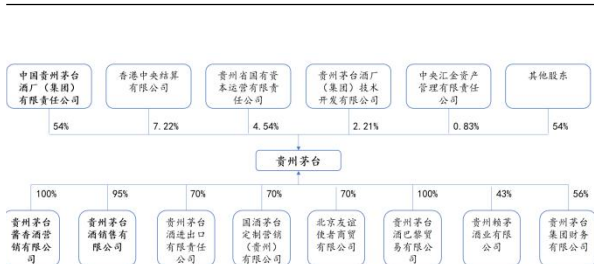 中国贵州茅台
酒厂（集团）
有限责任公司
香港中央结算
有限公司
贵州省国有资
本运营有限责
任公司
贵州茅台酒厂
（集团）技术
开发有限公司
中央汇金资产
管理有限责任
公司
其他股东
54%
7.22%
4.54%
2.21%
0.83%
54%
贵州茅台
100%
95%
70%
70%
70%
100%
43%
56%
贵州茅台
酱香酒营
销有限公
司
贵州茅台
酒销售有
限公司
贵州茅台
酒进出口
有限责任
公司
国酒茅台
定制营销
（贵州）
有限公司
北京友谊
使者商贸
有限公司
贵州茅台
酒巴黎贸
易有限公
司
贵州赖茅
酒业有限
公司
贵州茅台
集团财务
有限公司